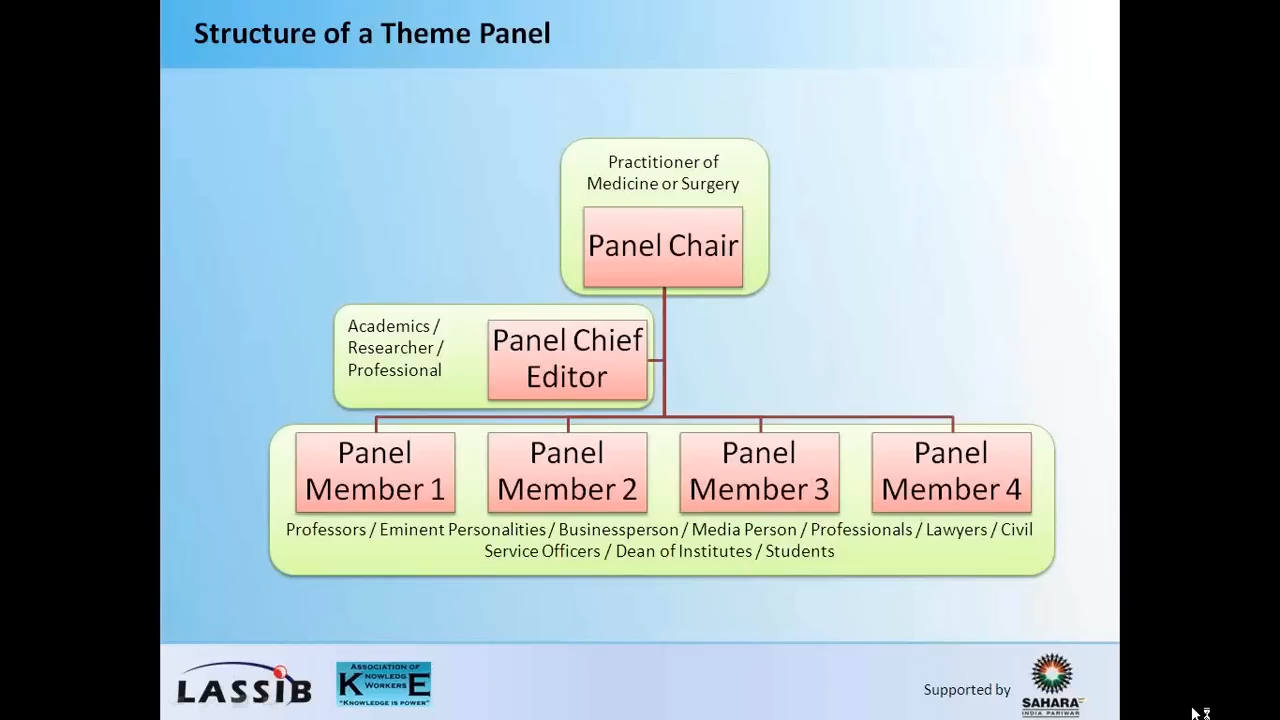 Structure of a Theme Panel
Practitioner of
Medicine or Surgery
Panel Chair
Academics /
Researcher /
Professional
Panel Chief
Editor
Panel
Member 1
Panel
Member 2
Panel
Member 3
Panel
Member 4
Professors / Eminent Personalities / Businessperson / Media Person / Professionals / Lawyers / Civil
Service Officers / Dean of Institutes / Students
LASSIB
ASSOCIATION OF
KNOWLEDGE
WORKERS
"KNOWLEDGE IS POWER"
Supported by
SAHARA
INDIA PARIWAR